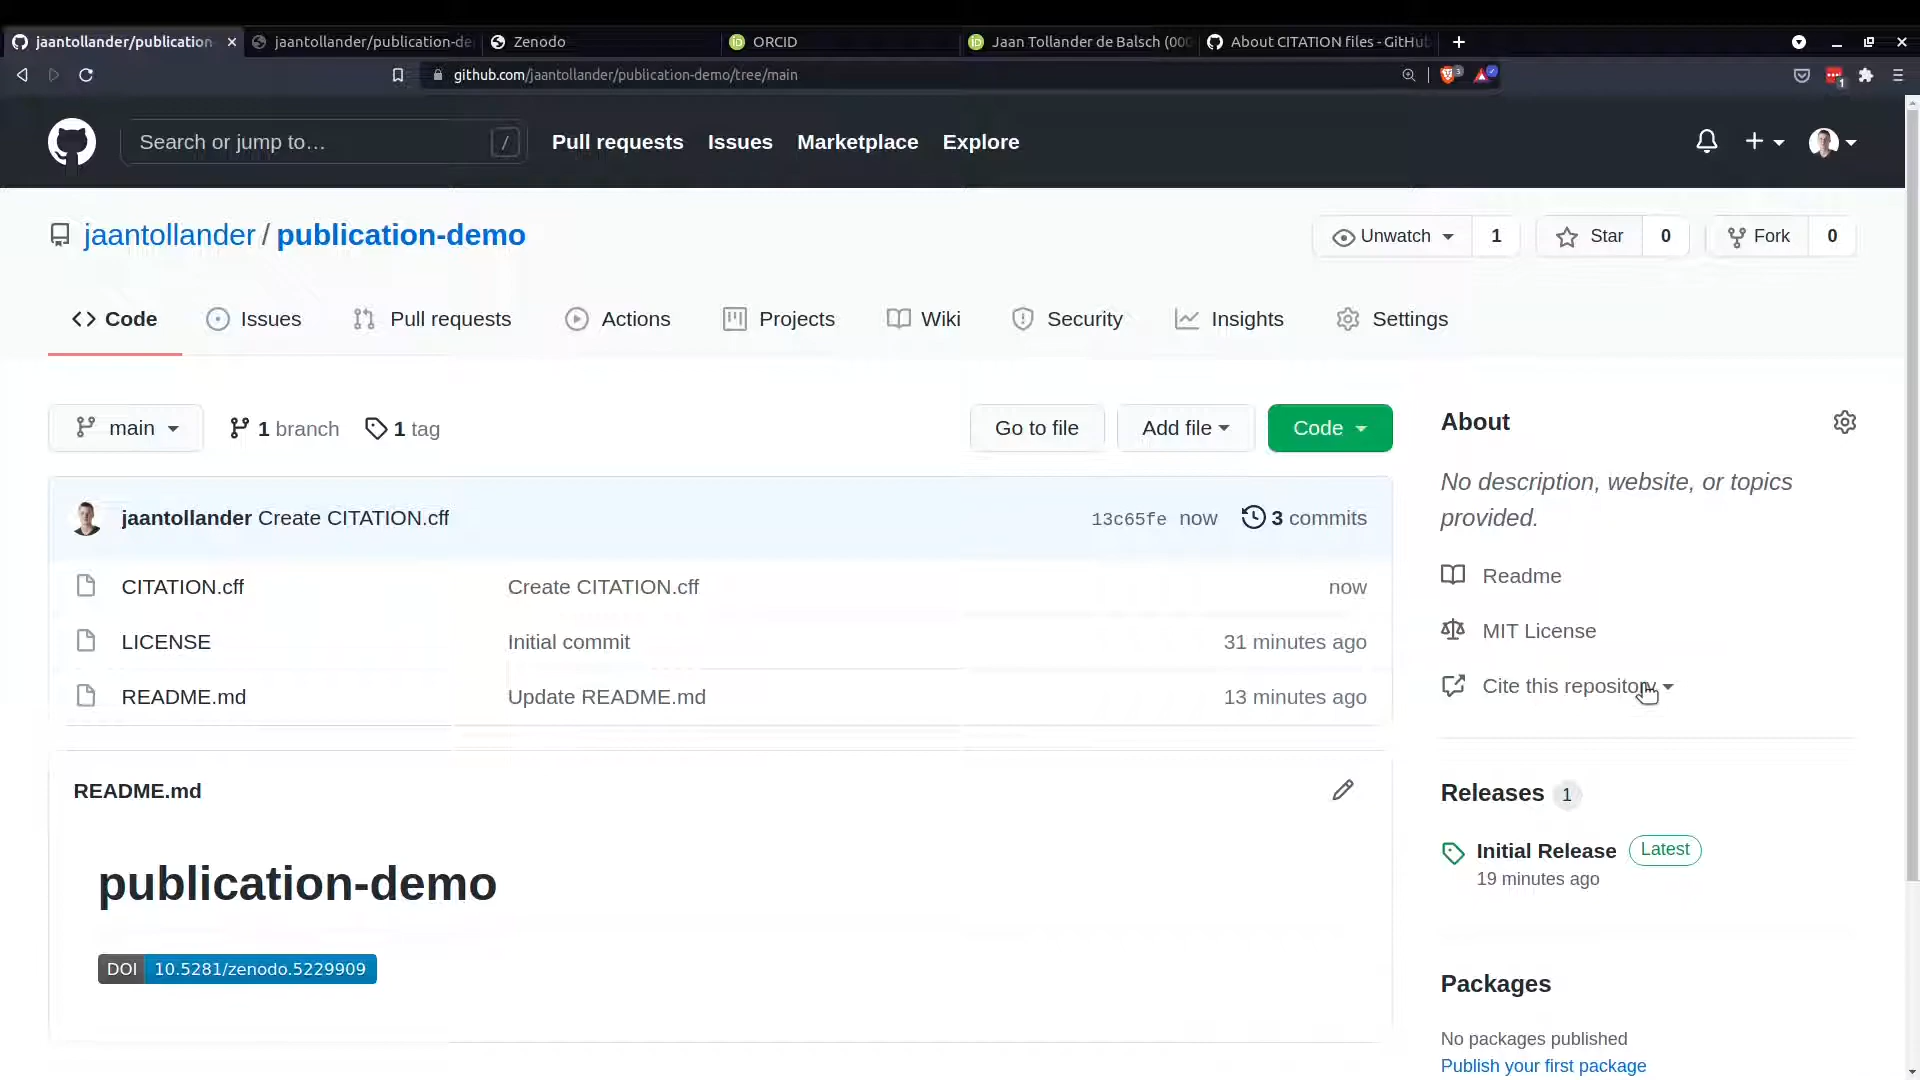 jaantollander/publication
jaantollander/publication-de
Zenodo
ORCID
Jaan Tollander de Balsch (000
About CITATION files - GitHu
github.com/jaantollander/publication-demo/tree/main
3
1
Search or jump to…
/
Pull requests
Issues
Marketplace
Explore
jaantollander / publication-demo
Unwatch
1
Star
0
Fork
0
Code
Issues
Pull requests
Actions
Projects
Wiki
Security
Insights
Settings
main
1 branch
1 tag
Go to file
Add file
Code
jaantollander Create CITATION.cff
13c65fe now
3 commits
CITATION.cff
Create CITATION.cff
now
LICENSE
Initial commit
31 minutes ago
README.md
Update README.md
13 minutes ago
README.md
publication-demo
DOI 10.5281/zenodo.5229909
About
No description, website, or topics
provided.
Readme
MIT License
Cite this repository
Releases 1
Initial Release Latest
19 minutes ago
Packages
No packages published
Publish your first package